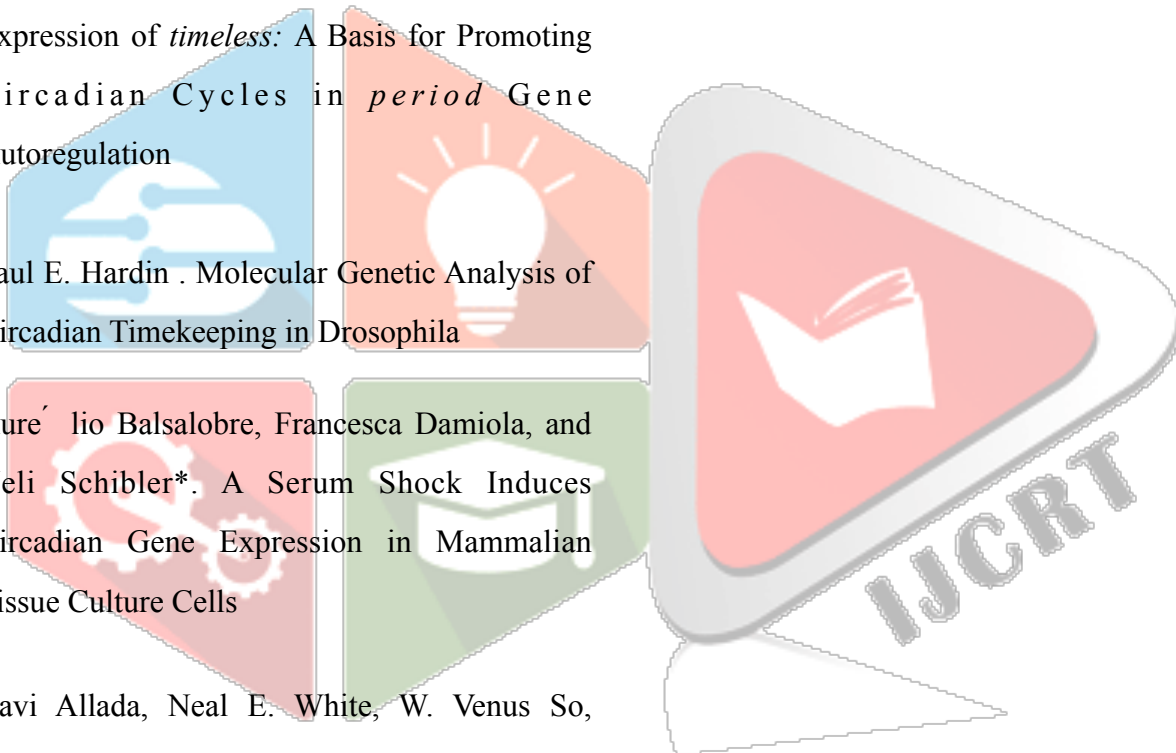 xpression of timeless: A Basis for Promoting
ircadian Cycles in period Gene
utoregulation
aul E. Hardin . Molecular Genetic Analysis of
ircadian Timekeeping in Drosophila
ure´ lio Balsalobre, Francesca Damiola, and
eli Schibler*. A Serum Shock Induces
ircadian Gene Expression in Mammalian
issue Culture Cells
avi Allada, Neal E. White, W. Venus So,
IJCRT